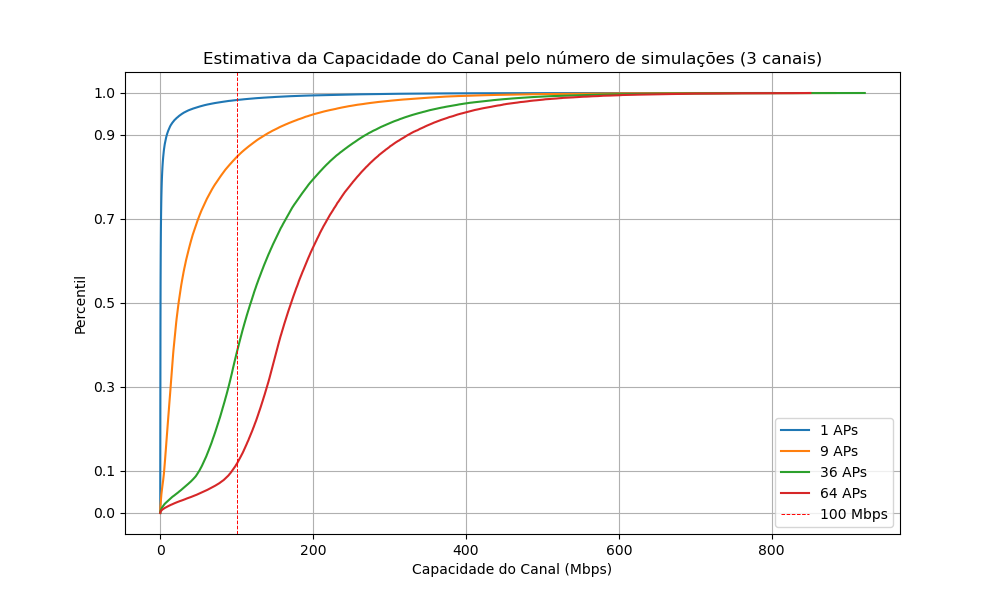 Estimativa da Capacidade do Canal pelo número de simulações (3 canais)
Percentil
1.0
0.9
0.7
0.5
0.3
0.1
0.0
0
200
400
600
800
Capacidade do Canal (Mbps)
1 APs
9 APs
36 APs
64 APs
100 Mbps